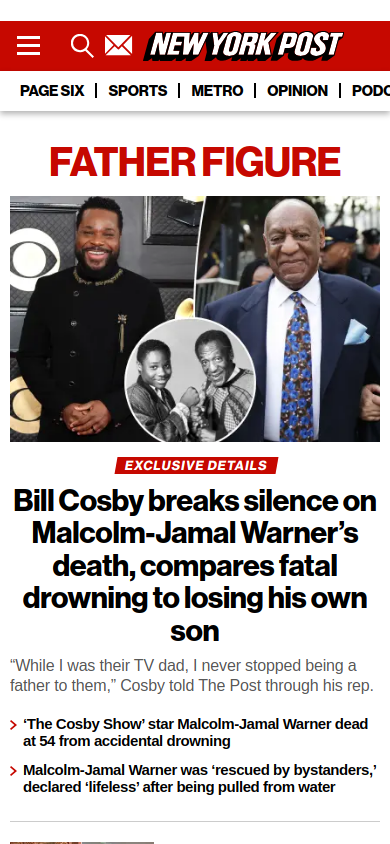 NEW YORK POST
PAGE SIX | SPORTS | METRO | OPINION | PODC
FATHER FIGURE
EXCLUSIVE DETAILS
Bill Cosby breaks silence on
Malcolm-Jamal Warner’s
death, compares fatal
drowning to losing his own
son
“While I was their TV dad, I never stopped being a
father to them,” Cosby told The Post through his rep.
‘The Cosby Show’ star Malcolm-Jamal Warner dead
at 54 from accidental drowning
Malcolm-Jamal Warner was ‘rescued by bystanders,’
declared ‘lifeless’ after being pulled from water